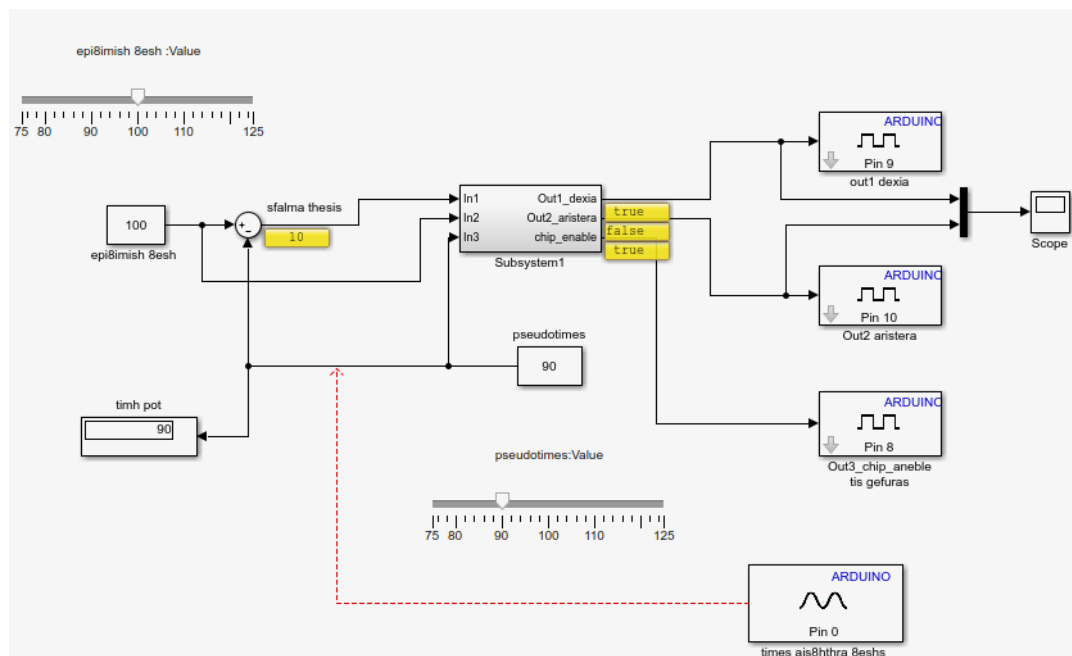 epi8imish 8esh :Value
75 80 90 100 110 125
100
epi8imish 8esh
+
-
sfalma thesis
10
In1
In2
In3
Out1_dexia
Out2_aristera
chip_enable
Subsystem1
true
false
true
ARDUINO
Pin 9
out1 dexia
Scope
ARDUINO
Pin 10
Out2 aristera
pseudotimes
90
timh pot
90
ARDUINO
Pin 8
Out3_chip_aneble
tis gefuras
pseudotimes:Value
75 80 90 100 110 125
ARDUINO
Pin 0
times ais8hthra 8eshs